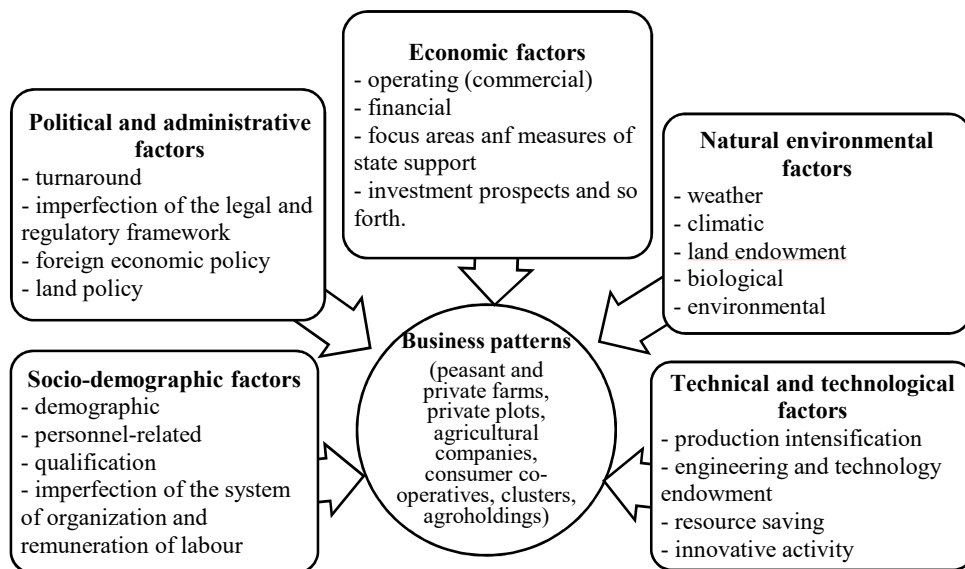 Economic factors
- operating (commercial)
- financial
- focus areas anf measures of
state support
- investment prospects and so
forth.
Political and administrative
factors
- turnaround
- imperfection of the legal and
regulatory framework
- foreign economic policy
- land policy
Natural environmental
factors
- weather
- climatic
- land endowment
- biological
- environmental
Business patterns
(peasant and
private farms,
private plots,
agricultural
companies,
consumer co-
operatives, clusters,
agroholdings)
Socio-demographic factors
- demographic
- personnel-related
- qualification
- imperfection of the system
of organization and
remuneration of labour
Technical and technological
factors
- production intensification
- engineering and technology
endowment
- resource saving
- innovative activity